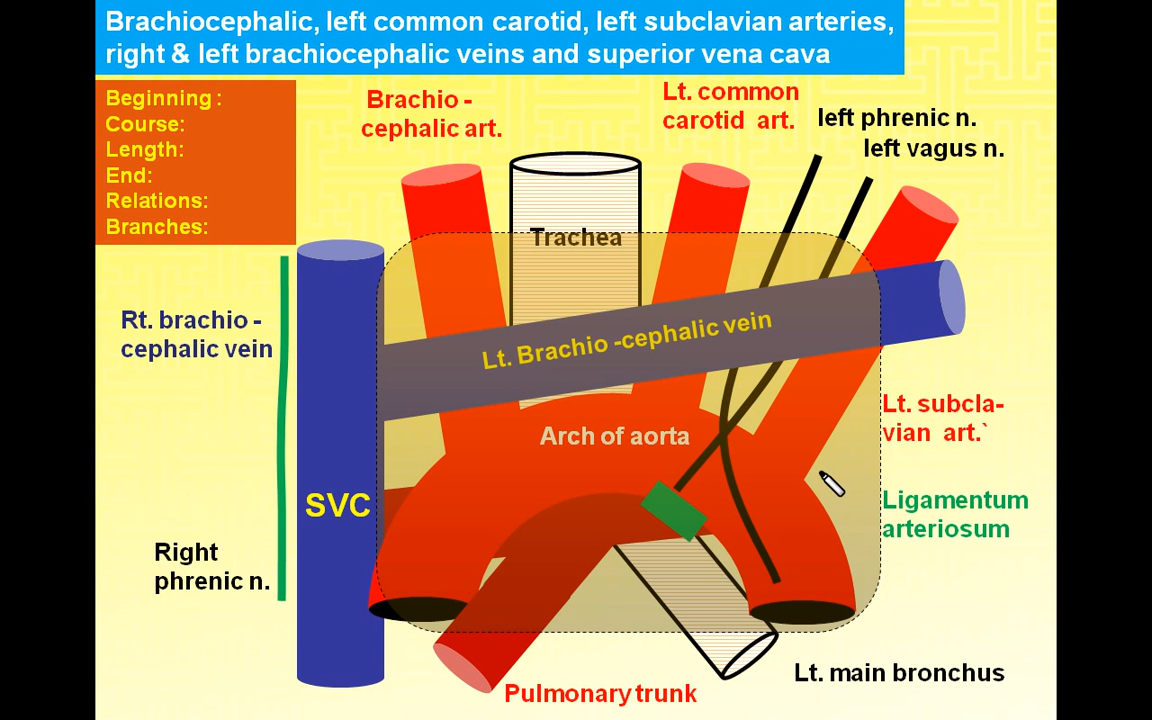 Brachiocephalic, left common carotid, left subclavian arteries,
right & left brachiocephalic veins and superior vena cava
Beginning :
Course:
Length:
End:
Relations:
Branches:
Brachio -
cephalic art.
Lt. common
carotid art.
left phrenic n.
left vagus n.
Trachea
Rt. brachio -
cephalic vein
Lt. Brachio -cephalic vein
Arch of aorta
Lt. subcla-
vian art.`
SVC
Ligamentum
arteriosum
Right
phrenic n.
Lt. main bronchus
Pulmonary trunk